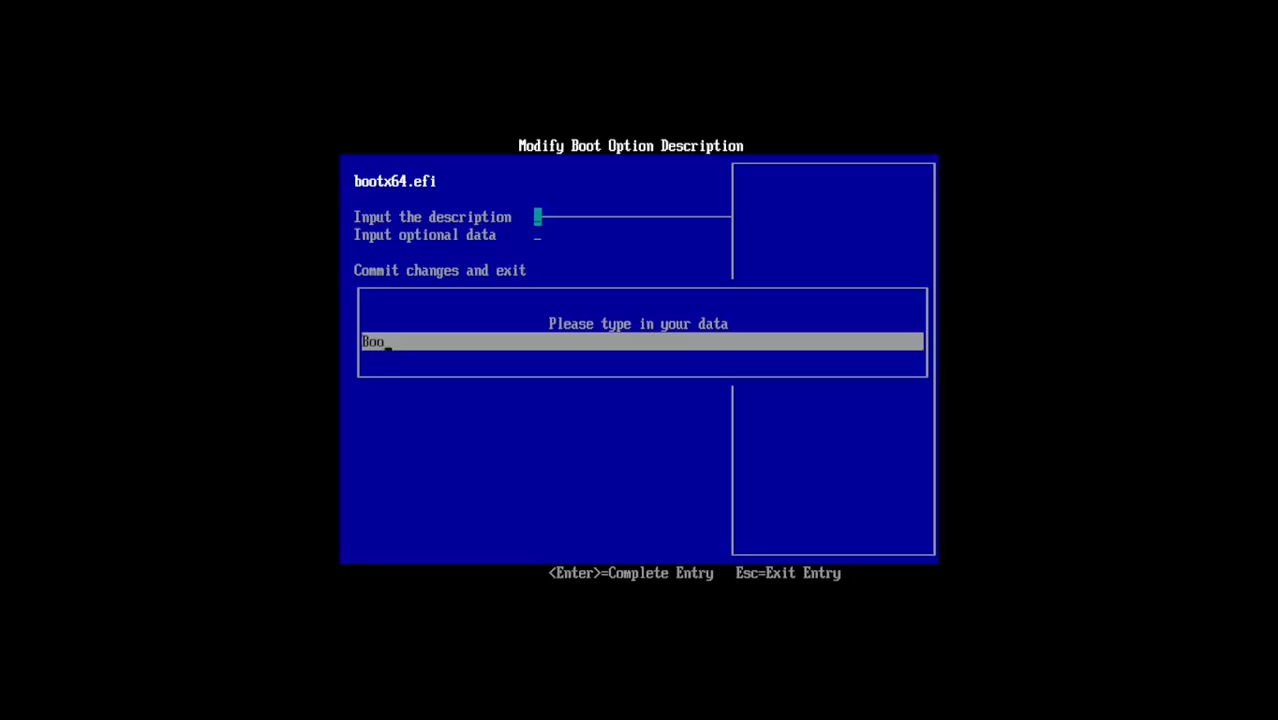 Modify Boot Option Description
bootx64.efi
Input the description _
Input optional data _
Commit changes and exit
Please type in your data
Boo_
<Enter>=Complete Entry Esc=Exit Entry